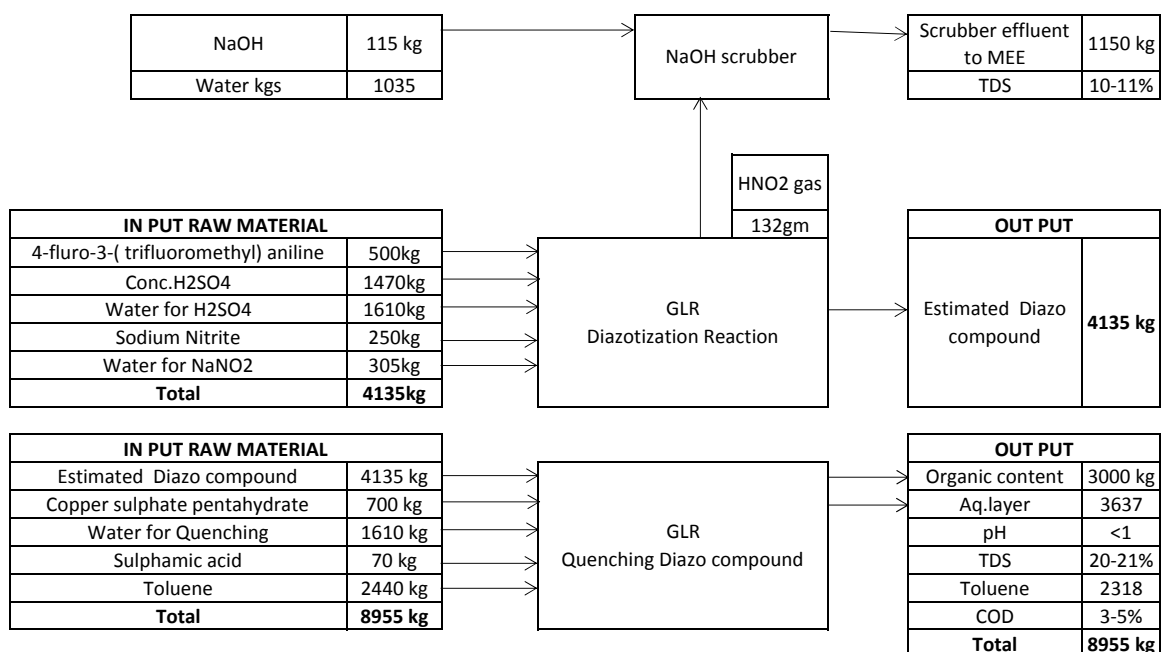 NaOH 115 kg
Water kgs 1035
NaOH scrubber
Scrubber effluent to MEE 1150 kg
TDS 10-11%
HNO2 gas
132gm
IN PUT RAW MATERIAL
4-fluro-3-( trifluoromethyl) aniline 500kg
Conc.H2SO4 1470kg
Water for H2SO4 1610kg
Sodium Nitrite 250kg
Water for NaNO2 305kg
Total 4135kg
GLR
Diazotization Reaction
OUT PUT
Estimated Diazo compound 4135 kg
IN PUT RAW MATERIAL
Estimated Diazo compound 4135 kg
Copper sulphate pentahydrate 700 kg
Water for Quenching 1610 kg
Sulphamic acid 70 kg
Toluene 2440 kg
Total 8955 kg
GLR
Quenching Diazo compound
OUT PUT
Organic content 3000 kg
Aq.layer 3637
pH <1
TDS 20-21%
Toluene 2318
COD 3-5%
Total 8955 kg